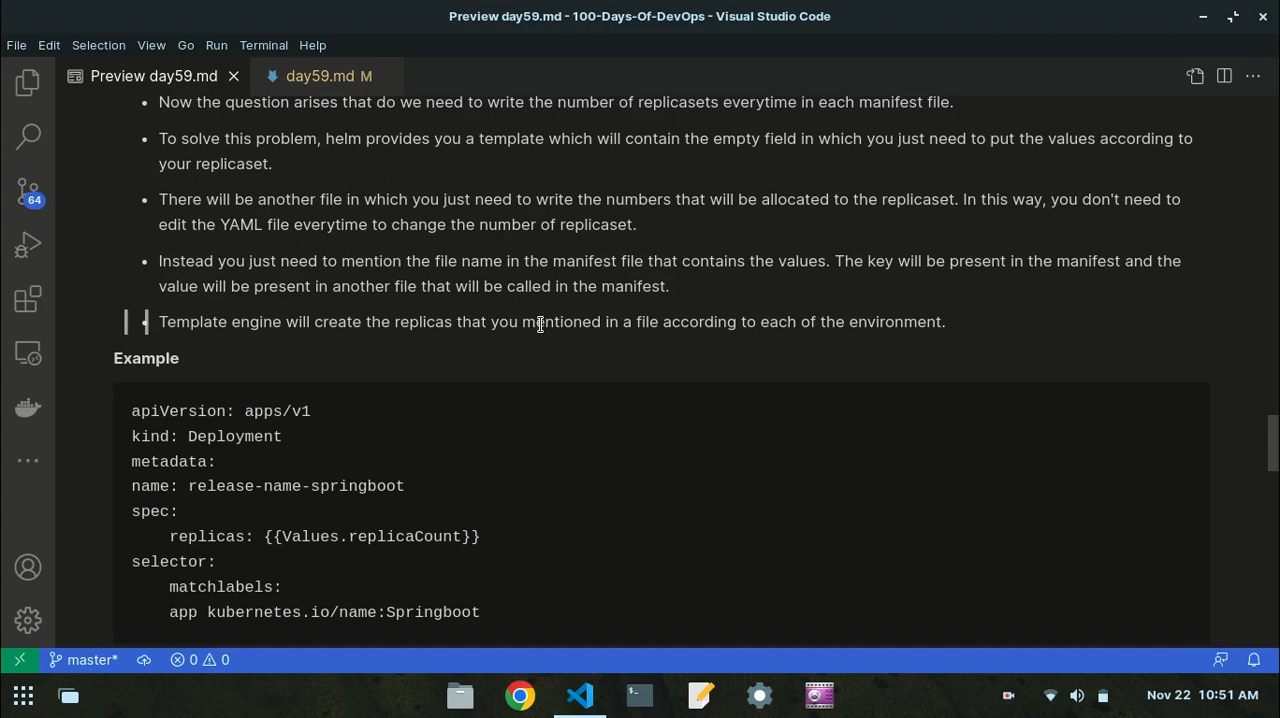 Preview day59.md - 100-Days-Of-DevOps - Visual Studio Code
File Edit Selection View Go Run Terminal Help
Preview day59.md day59.md M
Now the question arises that do we need to write the number of replicasets everytime in each manifest file.
To solve this problem, helm provides you a template which will contain the empty field in which you just need to put the values according to
your replicaset.
There will be another file in which you just need to write the numbers that will be allocated to the replicaset. In this way, you don't need to
edit the YAML file everytime to change the number of replicaset.
Instead you just need to mention the file name in the manifest file that contains the values. The key will be present in the manifest and the
value will be present in another file that will be called in the manifest.
Template engine will create the replicas that you mentioned in a file according to each of the environment.
Example
apiVersion: apps/v1
kind: Deployment
metadata:
name: release-name-springboot
spec:
replicas: {{Values.replicaCount}}
selector:
matchlabels:
app kubernetes.io/name:Springboot
64
master* 0 0
Nov 22 10:51 AM